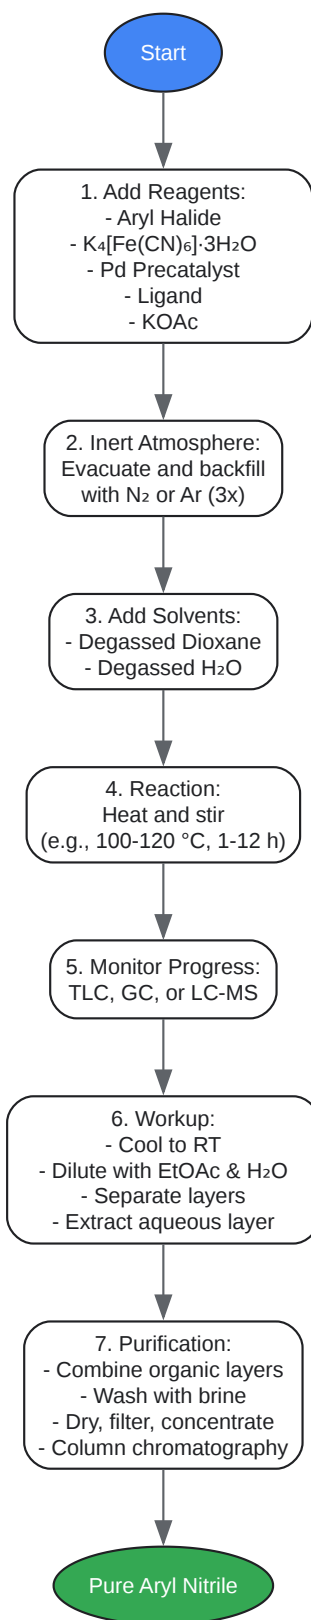 Start
1. Add Reagents:
- Aryl Halide
- K₄[Fe(CN)₆]·3H₂O
- Pd Precatalyst
- Ligand
- KOAc
2. Inert Atmosphere:
Evacuate and backfill
with N₂ or Ar (3x)
3. Add Solvents:
- Degassed Dioxane
- Degassed H₂O
4. Reaction:
Heat and stir
(e.g., 100-120 °C, 1-12 h)
5. Monitor Progress:
TLC, GC, or LC-MS
6. Workup:
- Cool to RT
- Dilute with EtOAc & H₂O
- Separate layers
- Extract aqueous layer
7. Purification:
- Combine organic layers
- Wash with brine
- Dry, filter, concentrate
- Column chromatography
Pure Aryl Nitrile